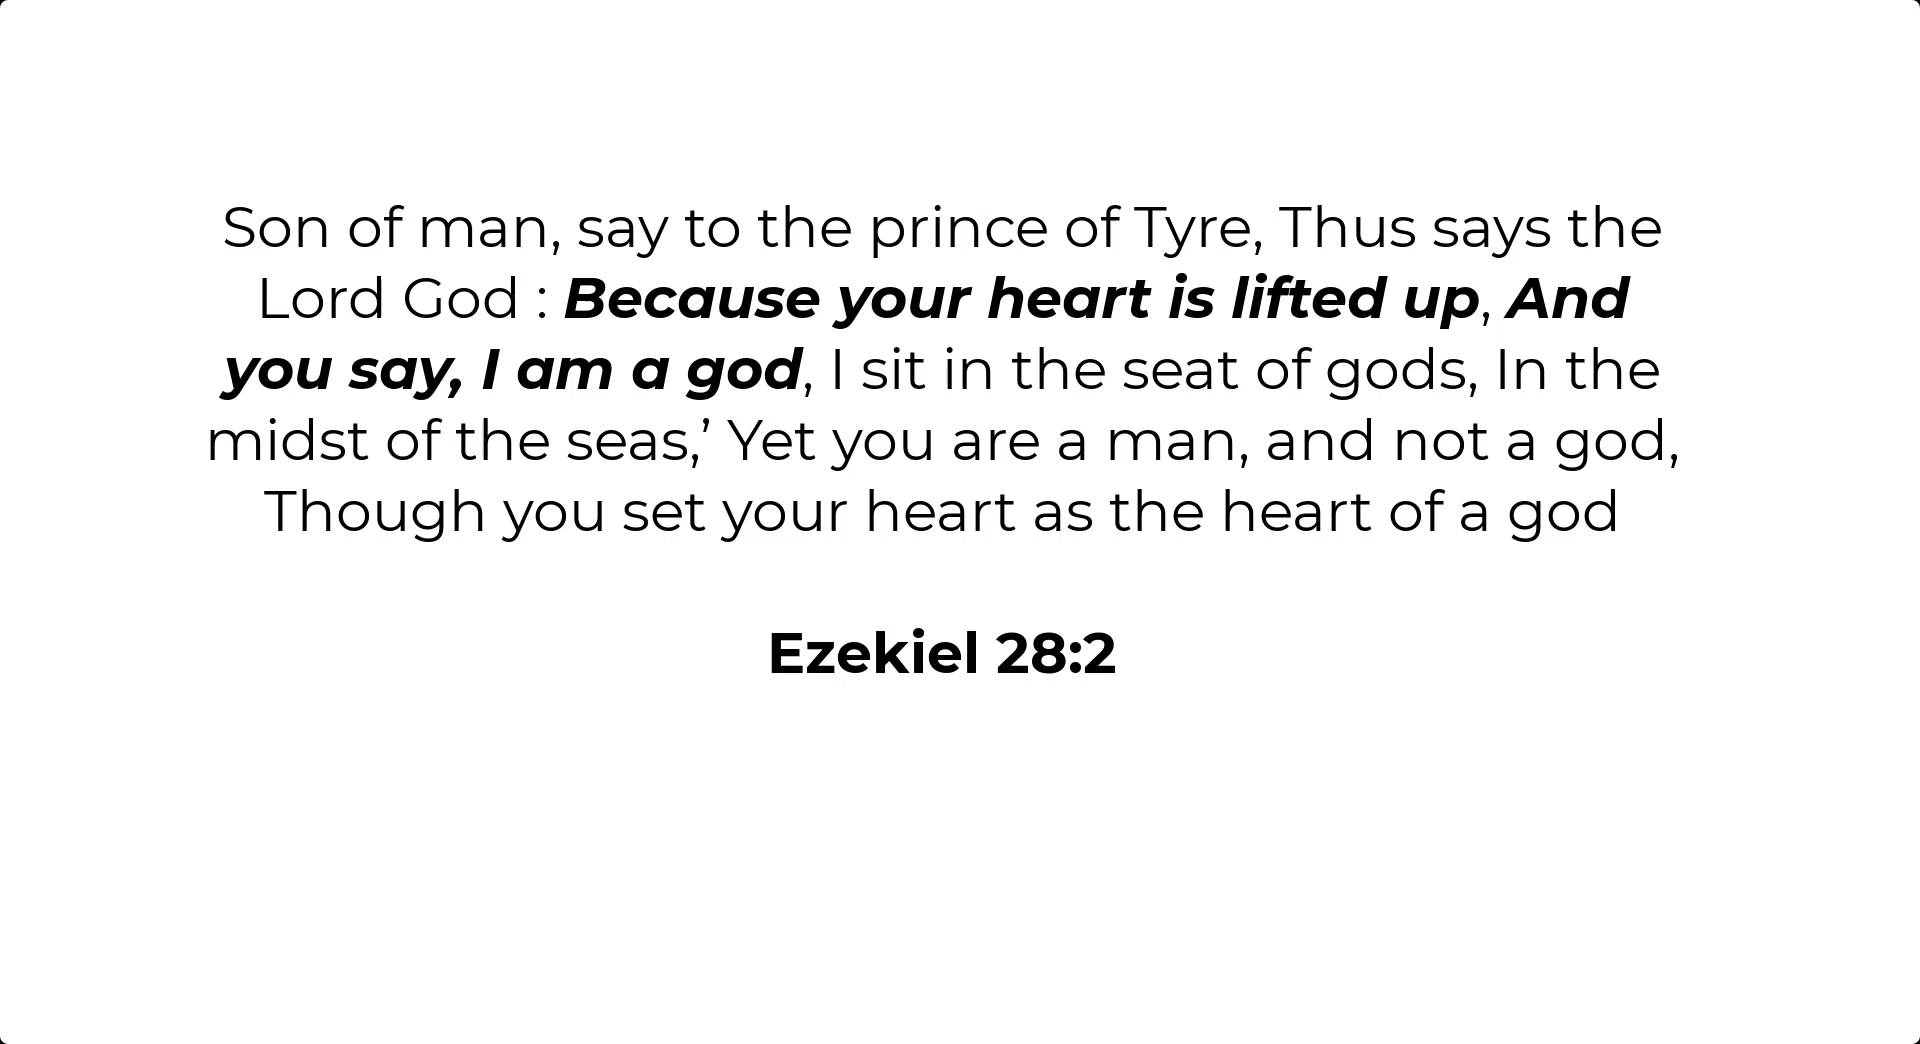 Son of man, say to the prince of Tyre, Thus says the
Lord God : Because your heart is lifted up, And
you say, I am a god, I sit in the seat of gods, In the
midst of the seas,’ Yet you are a man, and not a god,
Though you set your heart as the heart of a god
Ezekiel 28:2